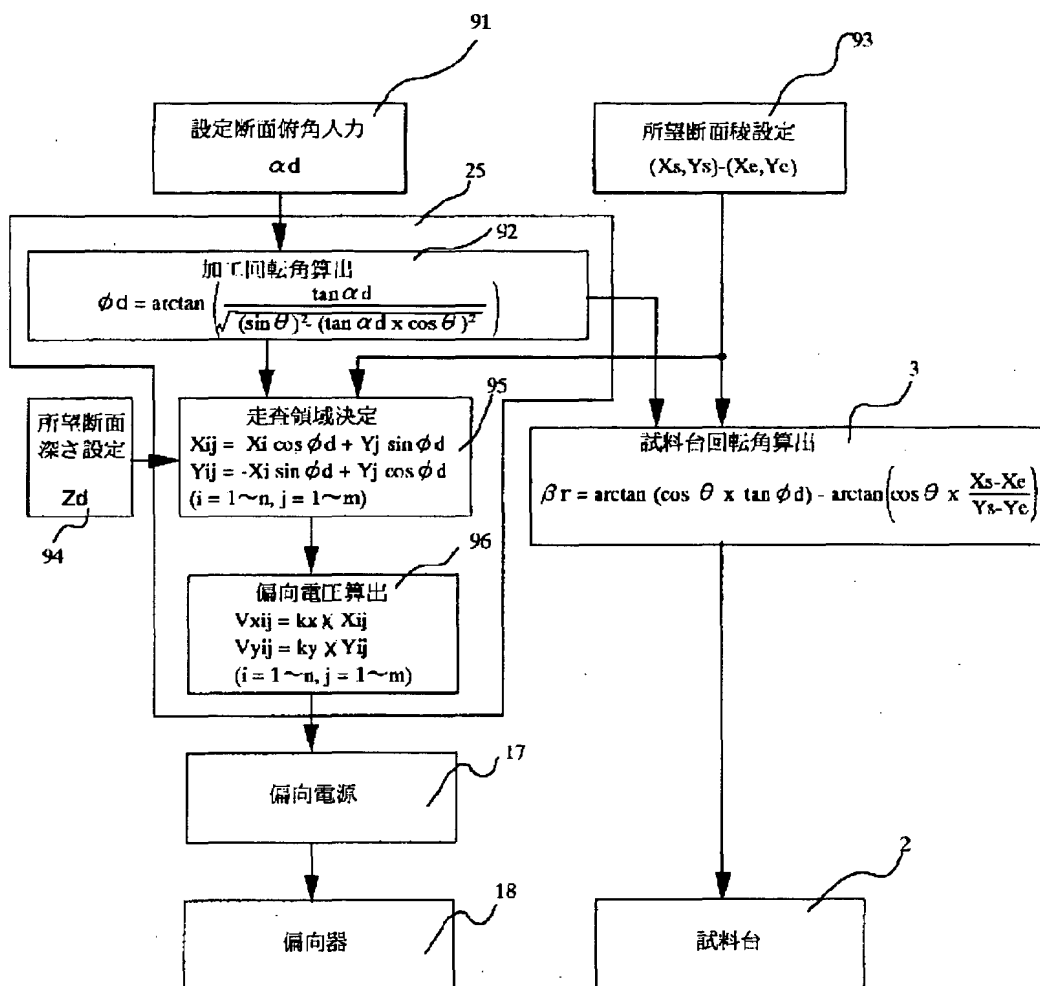 91
設定断面俯角入力
αd
93
所望断面稜設定
(Xs,Ys)-(Xe,Yc)
25
92
加工回転角算出
ϕd = arctan ( tan αd / √(sin θ)²- (tan αd x cos θ)² )
所望断面
深さ設定
Zd
94
95
走査領域決定
Xij = Xi cos ϕd + Yj sin ϕd
Yij = -Xi sin ϕd + Yj cos ϕd
(i = 1〜n, j = 1〜m)
3
試料台回転角算出
βr = arctan (cos θ x tan ϕd) - arctan(cos θ x Xs-Xe / Ys-Yc)
96
偏向電圧算出
Vxij = kx X Xij
Vyij = ky X Yij
(i = 1〜n, j = 1〜m)
17
偏向電源
18
偏向器
2
試料台